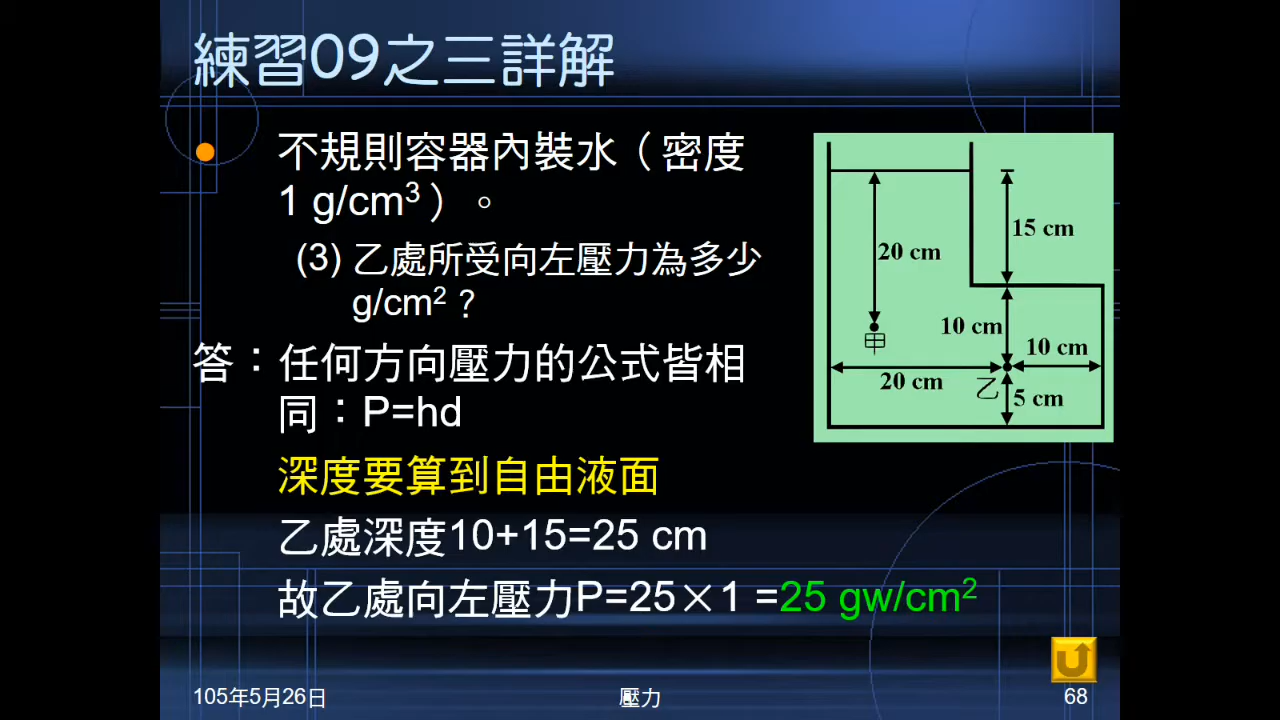 練習09之三詳解
不規則容器內裝水（密度
1 g/cm³）。
(3) 乙處所受向左壓力為多少
g/cm²？
答：任何方向壓力的公式皆相
同：P=hd
深度要算到自由液面
乙處深度10+15=25 cm
故乙處向左壓力P=25×1 =25 gw/cm²
20 cm
15 cm
甲
10 cm
10 cm
20 cm
乙
5 cm
105年5月26日
壓力
68